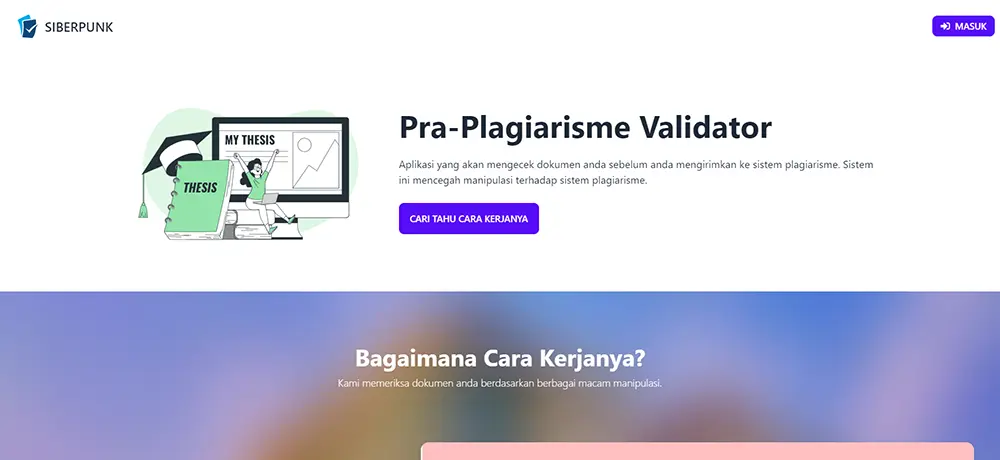 SIBERPUNK
MASUK
MY THESIS
THESIS
Pra-Plagiarisme Validator
Aplikasi yang akan mengecek dokumen anda sebelum anda mengirimkan ke sistem plagiarisme. Sistem
ini mencegah manipulasi terhadap sistem plagiarisme.
CARI TAHU CARA KERJANYA
Bagaimana Cara Kerjanya?
Kami memeriksa dokumen anda berdasarkan berbagai macam manipulasi.